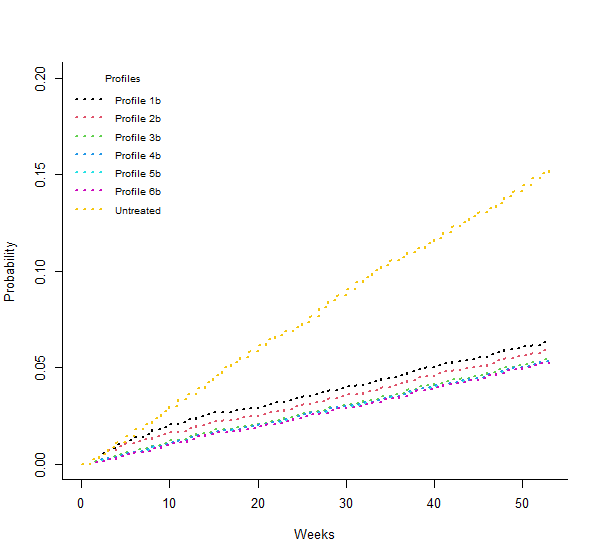 Profiles
Profile 1b
Profile 2b
Profile 3b
Profile 4b
Profile 5b
Profile 6b
Untreated
Probability
0.20
0.15
0.10
0.05
0.00
0 10 20 30 40 50
Weeks